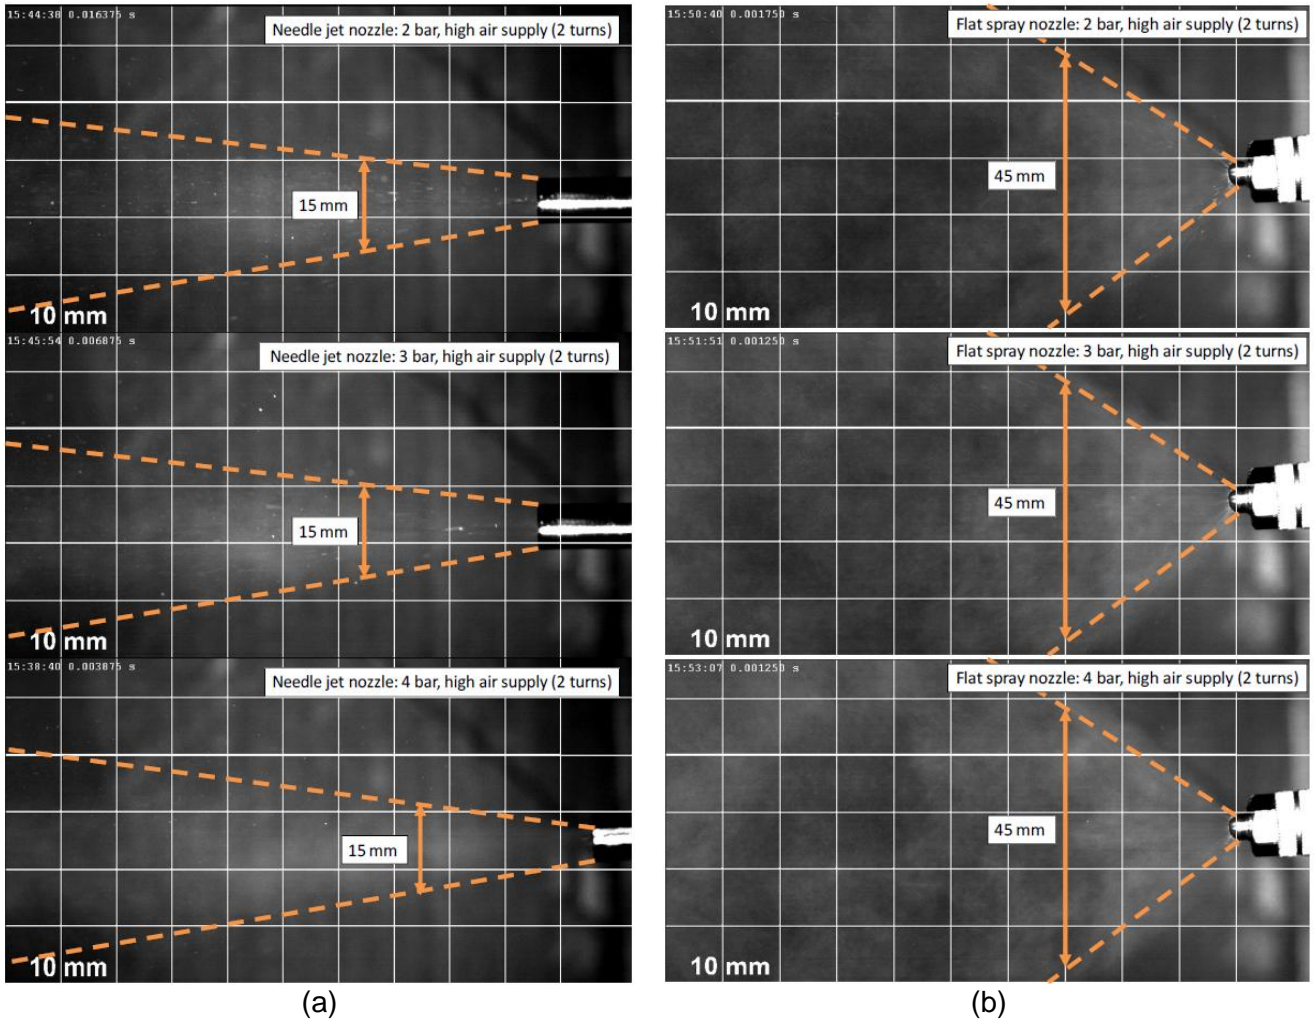 15:44:38 0.016375 s
Needle jet nozzle: 2 bar, high air supply (2 turns)
15 mm
10 mm
15:45:54 0.006875 s
Needle jet nozzle: 3 bar, high air supply (2 turns)
15 mm
10 mm
15:38:40 0.003875 s
Needle jet nozzle: 4 bar, high air supply (2 turns)
15 mm
10 mm
(a)
15:50:40 0.001750 s
Flat spray nozzle: 2 bar, high air supply (2 turns)
45 mm
10 mm
15:51:51 0.001250 s
Flat spray nozzle: 3 bar, high air supply (2 turns)
45 mm
10 mm
15:53:07 0.001250 s
Flat spray nozzle: 4 bar, high air supply (2 turns)
45 mm
10 mm
(b)